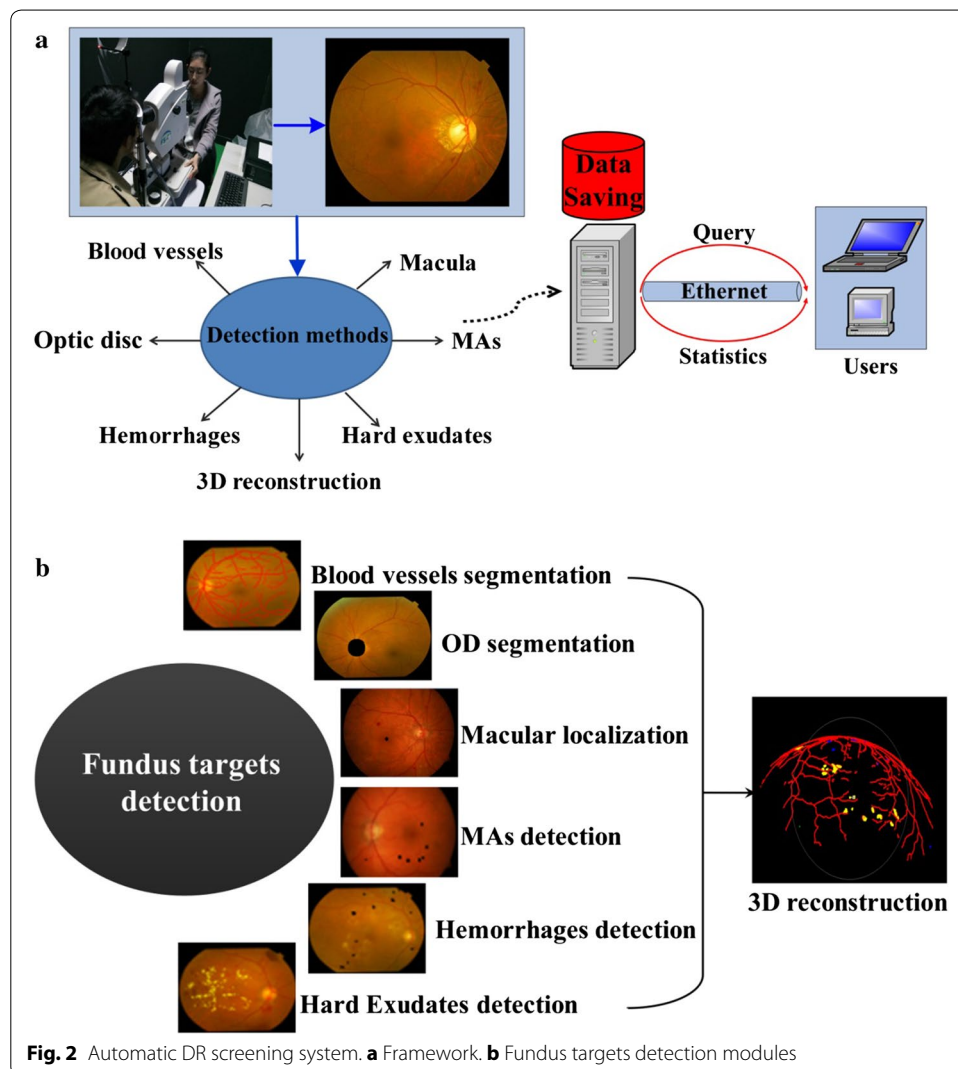 a
Data
Saving
Blood vessels
Macula
Query
Optic disc
Detection methods
MAs
Ethernet
Statistics
Users
Hemorrhages
Hard exudates
3D reconstruction
b
Blood vessels segmentation
OD segmentation
Macular localization
Fundus targets
detection
MAs detection
3D reconstruction
Hemorrhages detection
Hard Exudates detection
Fig. 2 Automatic DR screening system. a Framework. b Fundus targets detection modules